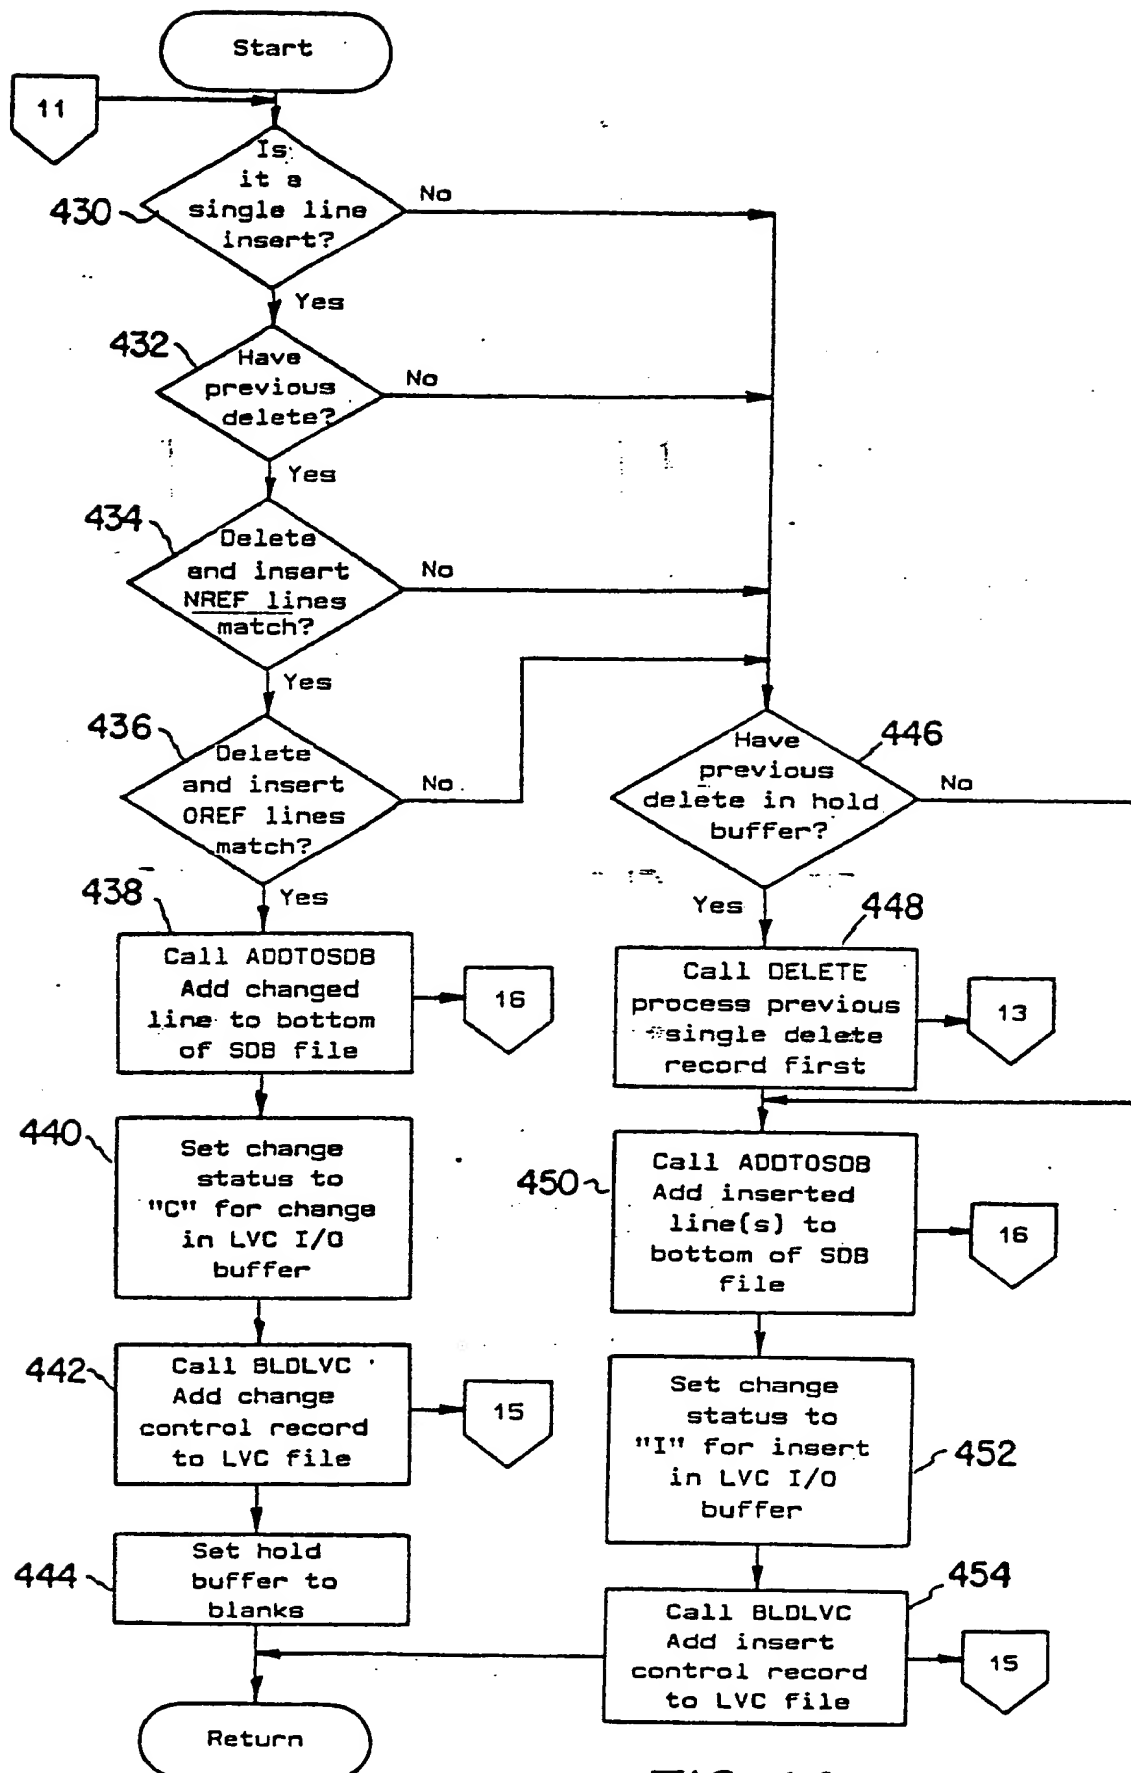 Start
11
Is
it a
single line
insert?
430
No
Yes
432
Have
previous
delete?
No
Yes
434
Delete
and insert
NREF lines
match?
No
Yes
436
Delete
and insert
OREF lines
match?
No
Yes
446
Have
previous
delete in hold
buffer?
No
Yes
438
Call ADDTOSDB
Add changed
line to bottom
of SDB file
16
448
Call DELETE
process previous
single delete
record first
13
440
Set change
status to
"C" for change
in LVC I/O
buffer
450
Call ADDTOSDB
Add inserted
line(s) to
bottom of SDB
file
16
442
Call BLDLVC
Add change
control record
to LVC file
15
Set change
status to
"I" for insert
in LVC I/O
buffer
452
444
Set hold
buffer to
blanks
454
Call BLDLVC
Add insert
control record
to LVC file
15
Return